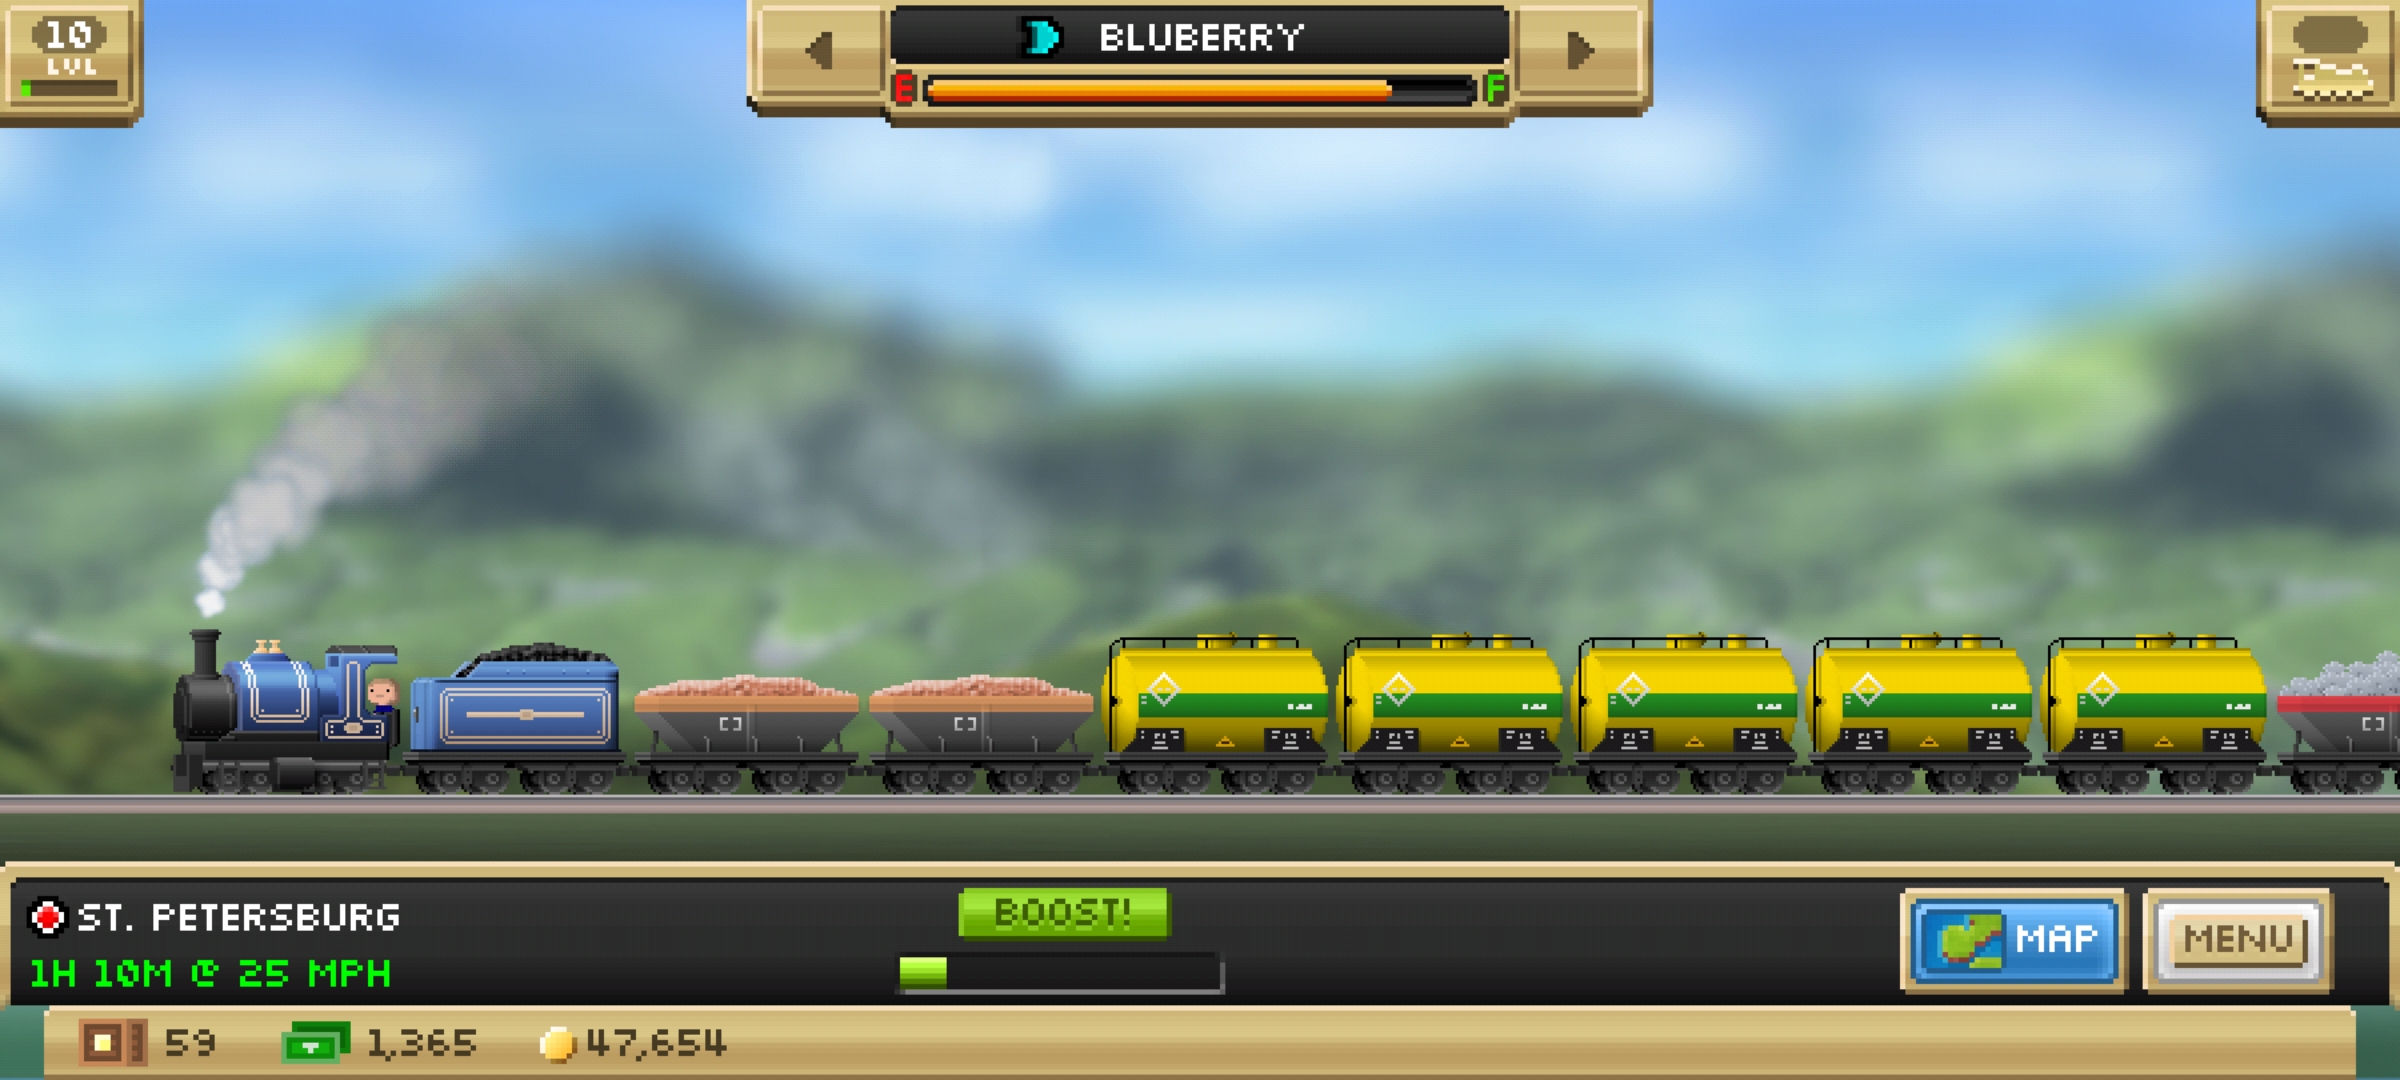 10
LVL
BLUBERRY
E F
ST. PETERSBURG
1H 10M @ 25 MPH
BOOST!
MAP
MENU
59 1,365 47,654